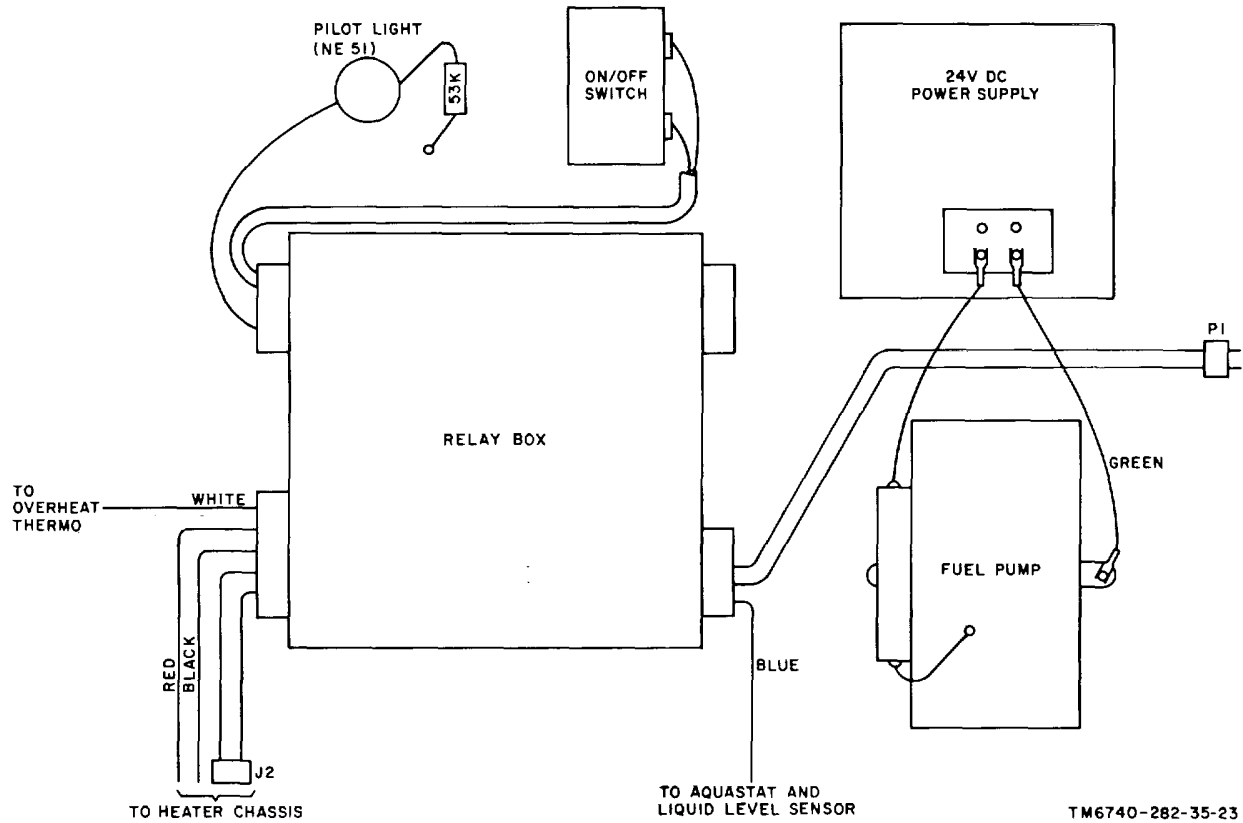 PILOT LIGHT
(NE 51)
53K
ON/OFF
SWITCH
24V DC
POWER SUPPLY
P1
RELAY BOX
GREEN
TO
OVERHEAT
THERMO
WHITE
FUEL PUMP
RED
BLACK
BLUE
J2
TO HEATER CHASSIS
TO AQUASTAT AND
LIQUID LEVEL SENSOR
TM6740-282-35-23